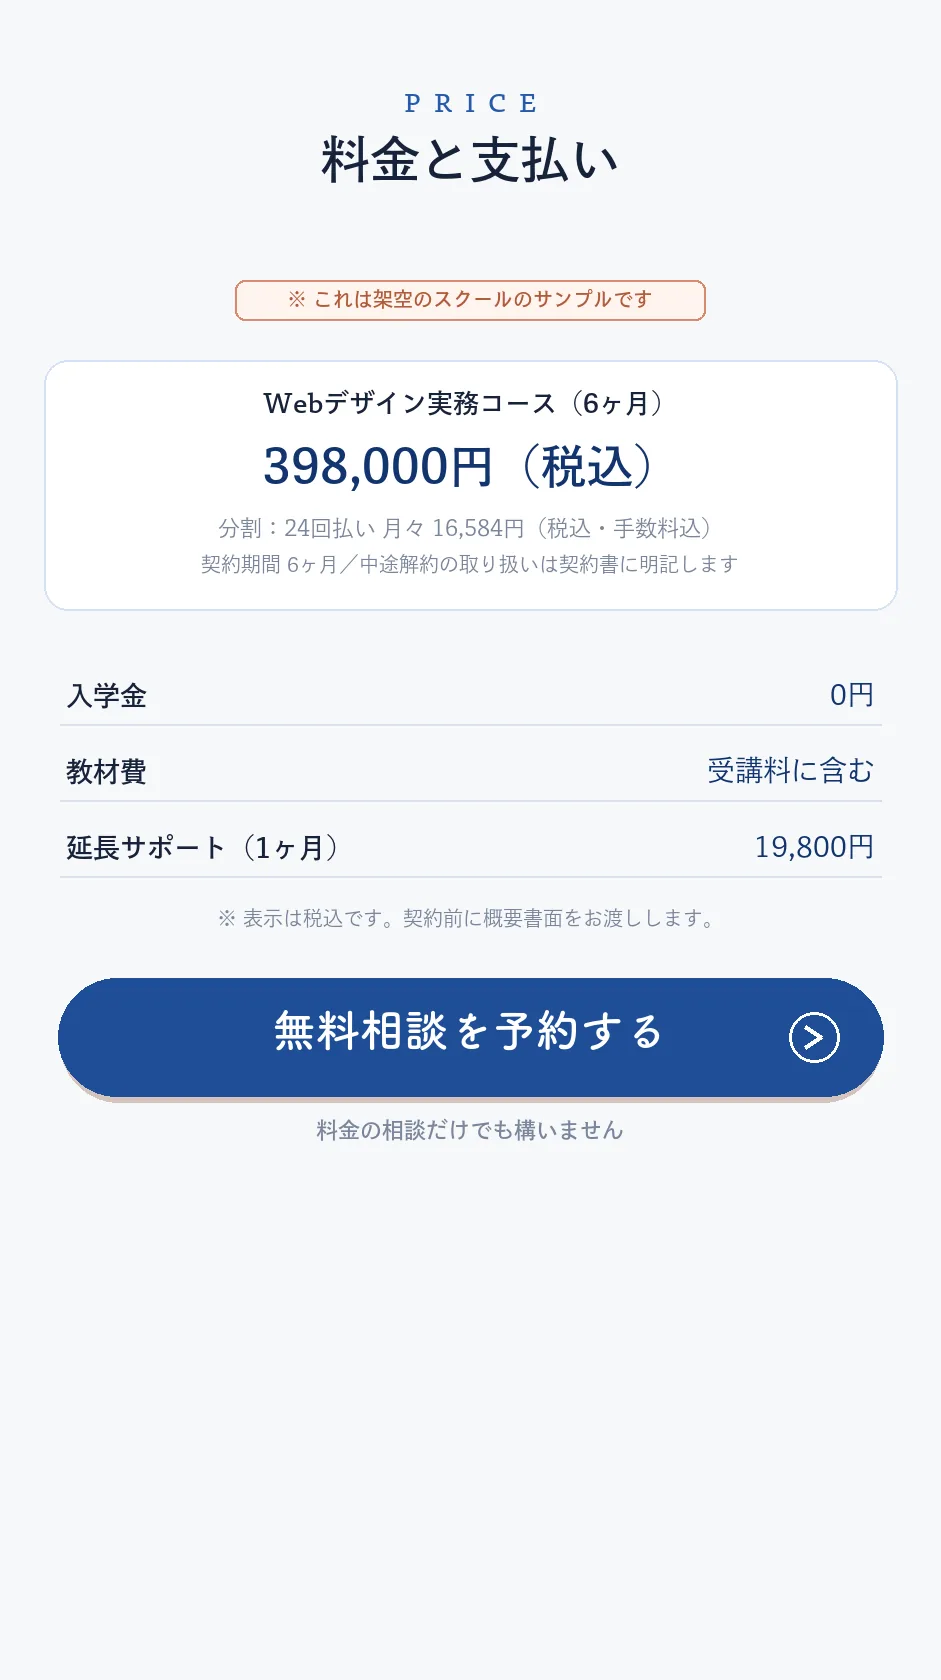 PRICE
料金と支払い
※ これは架空のスクールのサンプルです
Webデザイン実務コース（6ヶ月）
398,000円（税込）
分割：24回払い 月々 16,584円（税込・手数料込）
契約期間 6ヶ月／中途解約の取り扱いは契約書に明記します
入学金 0円
教材費 受講料に含む
延長サポート（1ヶ月） 19,800円
※ 表示は税込です。契約前に概要書面をお渡しします。
無料相談を予約する
料金の相談だけでも構いません